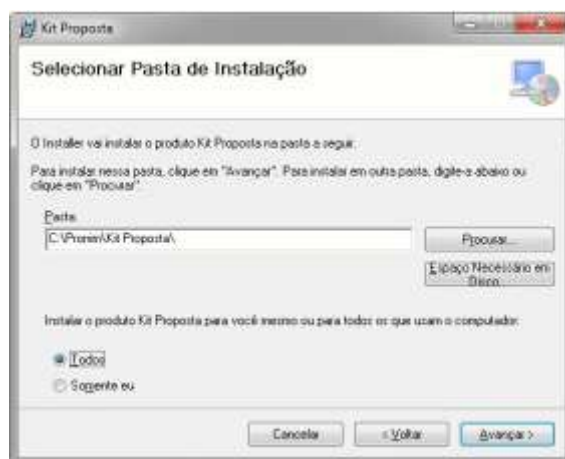 Kit Proposta
Selecionar Pasta de Instalação
O Installer vai instalar o produto Kit Proposta na pasta a seguir.
Para instalar nessa pasta, clique em "Avançar". Para instalar em outra pasta, digite-a abaixo ou
clique em "Procurar".
Pasta:
C:\Pronim\Kit Proposta\
Procurar...
Espaço Necessário em
Disco
Instalar o produto Kit Proposta para você mesmo ou para todos os que usam o computador:
Todos
Somente eu
Cancelar
< Voltar
Avançar >